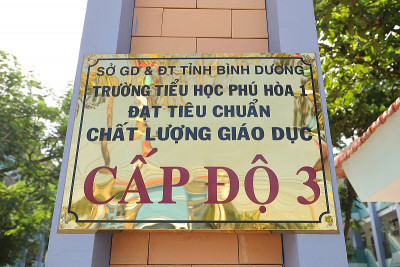 SỞ GD & ĐT TỈNH BÌNH DƯƠNG
TRƯỜNG TIỂU HỌC PHÚ HÒA 1
ĐẠT TIÊU CHUẨN
CHẤT LƯỢNG GIÁO DỤC
CẤP ĐỘ 3